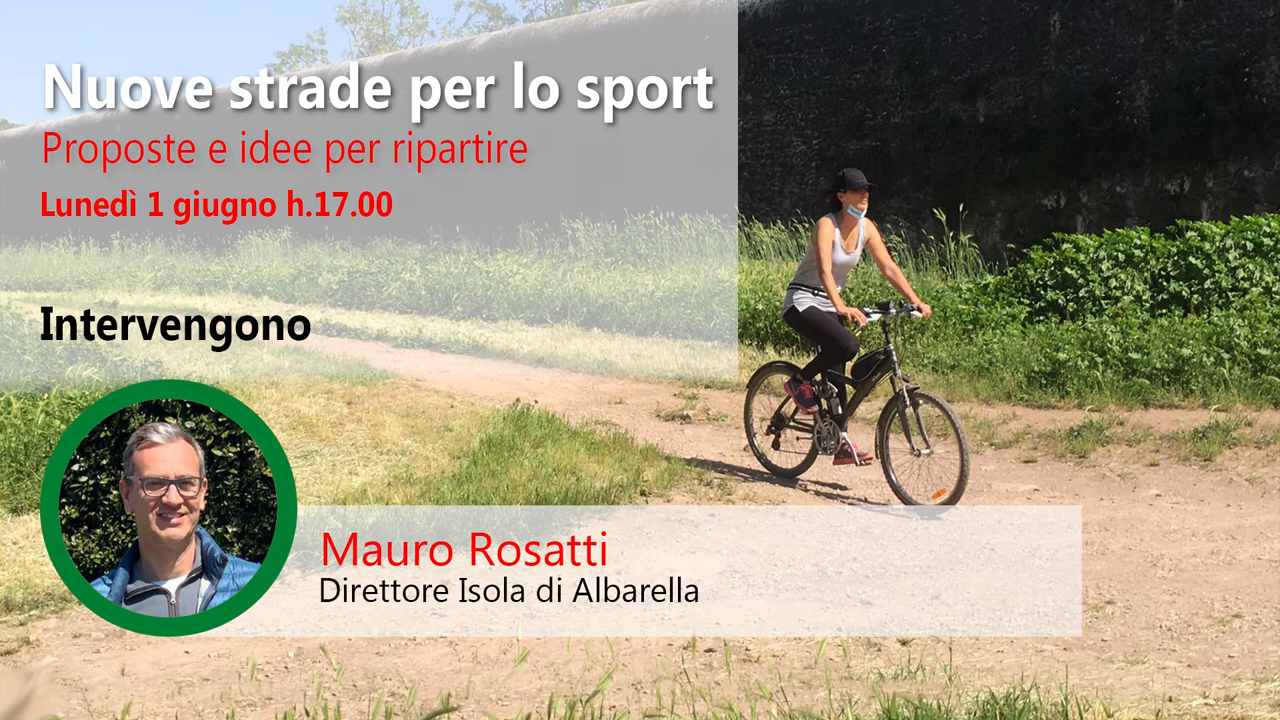 Nuove strade per lo sport
Proposte e idee per ripartire
Lunedì 1 giugno h.17.00
Intervengono
Mauro Rosatti
Direttore Isola di Albarella